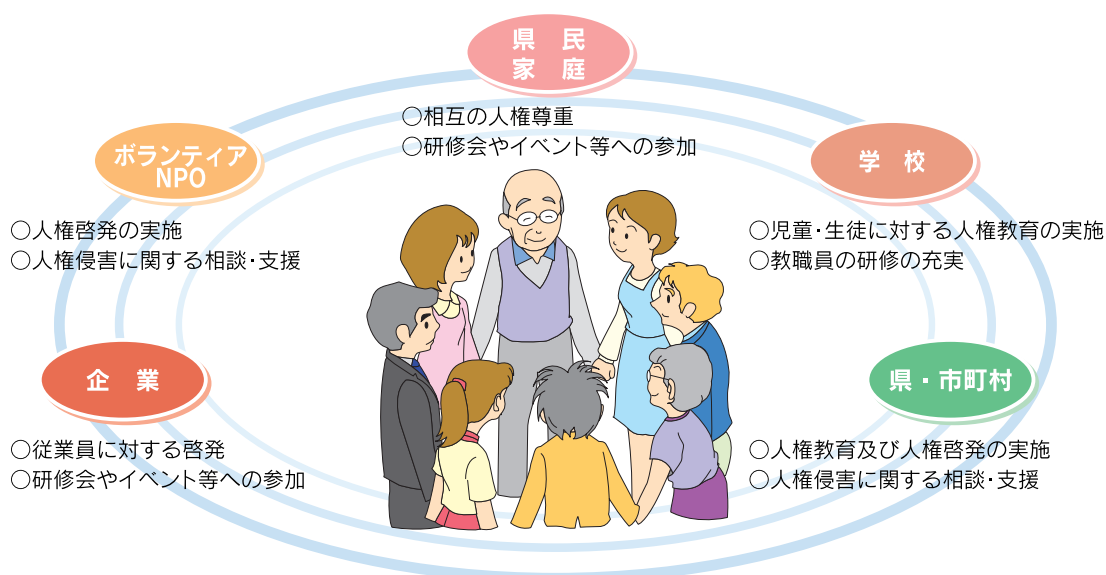 県　民
家　庭
○相互の人権尊重
○研修会やイベント等への参加
ボランティア
NPO
○人権啓発の実施
○人権侵害に関する相談・支援
学　校
○児童・生徒に対する人権教育の実施
○教職員の研修の充実
企　業
○従業員に対する啓発
○研修会やイベント等への参加
県・市町村
○人権教育及び人権啓発の実施
○人権侵害に関する相談・支援